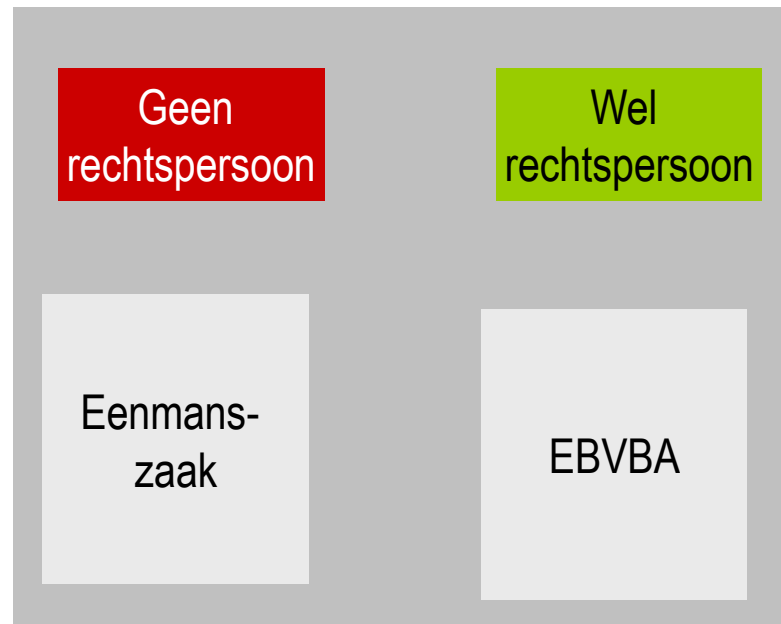 Geen
rechtspersoon
Wel
rechtspersoon
Eenmans-
zaak
EBVBA